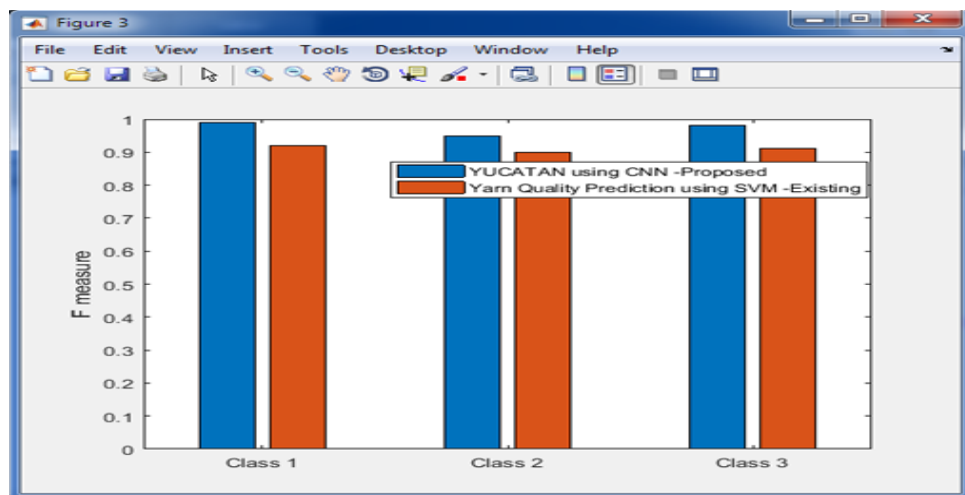 Figure 3
File Edit View Insert Tools Desktop Window Help
1
0.9
0.8
0.7
0.6
0.5
0.4
0.3
0.2
0.1
0
F measure
YUCATAN using CNN -Proposed
Yarn Quality Prediction using SVM -Existing
Class 1 Class 2 Class 3